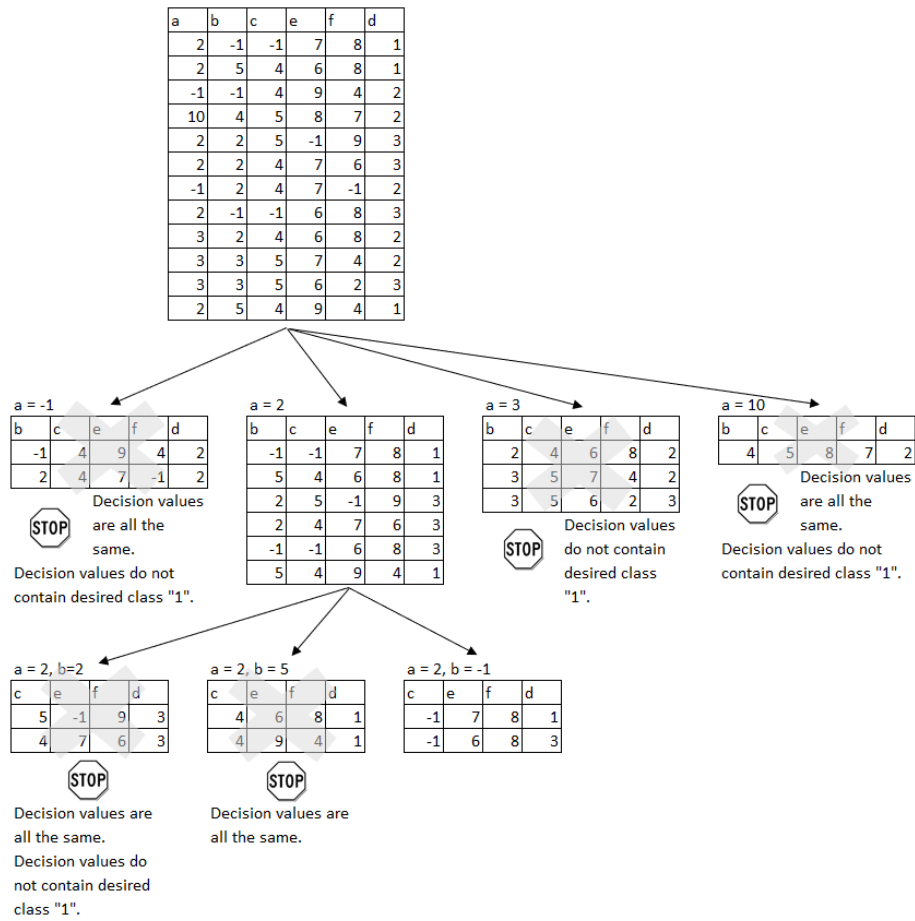 a b c e f d
2 -1 -1 7 8 1
2 5 4 6 8 1
-1 -1 4 9 4 2
10 4 5 8 7 2
2 2 5 -1 9 3
2 2 4 7 6 3
-1 2 4 7 -1 2
2 -1 -1 6 8 3
3 2 4 6 8 2
3 3 5 7 4 2
3 3 5 6 2 3
2 5 4 9 4 1
a = -1
b c e f d
-1 4 9 4 2
2 4 7 -1 2
STOP
Decision values
are all the
same.
Decision values do not
contain desired class "1".
a = 2
b c e f d
-1 -1 7 8 1
5 4 6 8 1
2 5 -1 9 3
2 4 7 6 3
-1 -1 6 8 3
5 4 9 4 1
a = 3
b c e f d
2 4 6 8 2
3 5 7 4 2
3 5 6 2 3
STOP
Decision values
do not contain
desired class
"1".
a = 10
b c e f d
4 5 8 7 2
STOP
Decision values
are all the
same.
Decision values do not
contain desired class "1".
a = 2, b=2
c e f d
5 -1 9 3
4 7 6 3
STOP
Decision values are
all the same.
Decision values do
not contain desired
class "1".
a = 2, b = 5
c e f d
4 6 8 1
4 9 4 1
STOP
Decision values are
all the same.
a = 2, b = -1
c e f d
-1 7 8 1
-1 6 8 3